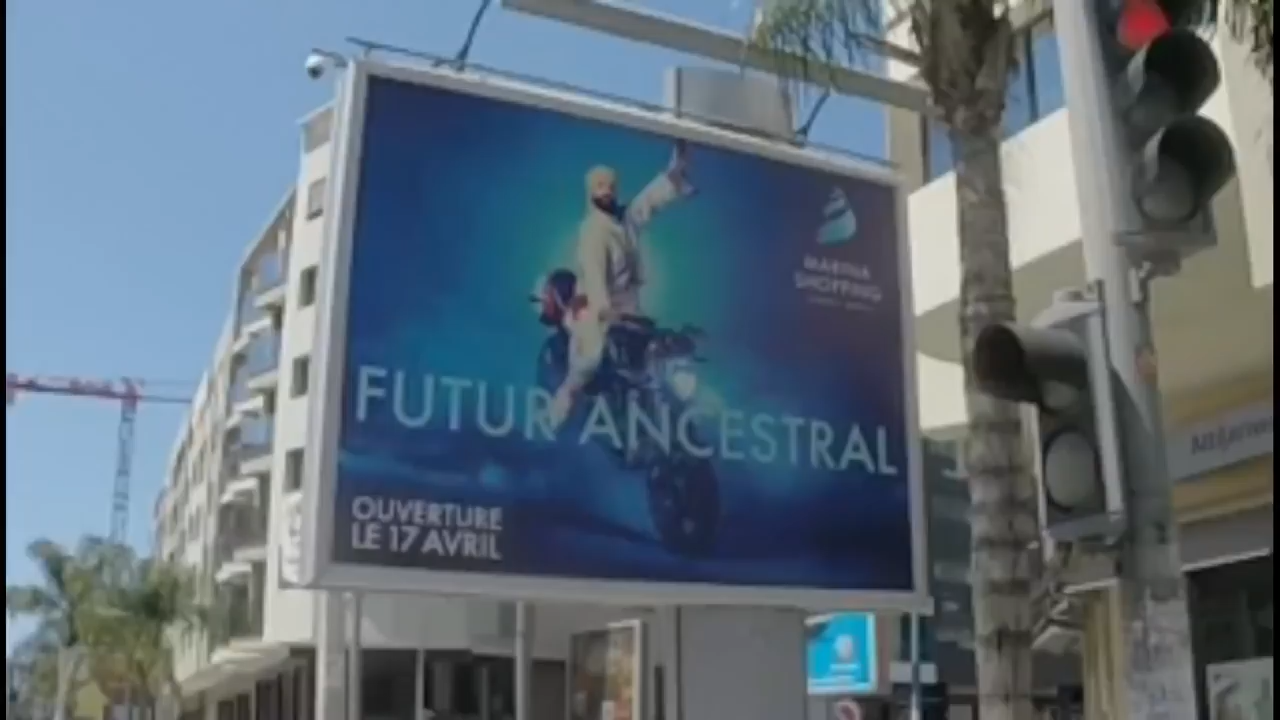 MARINA
SHOPPING
FUTUR ANCESTRAL
OUVERTURE
LE 17 AVRIL